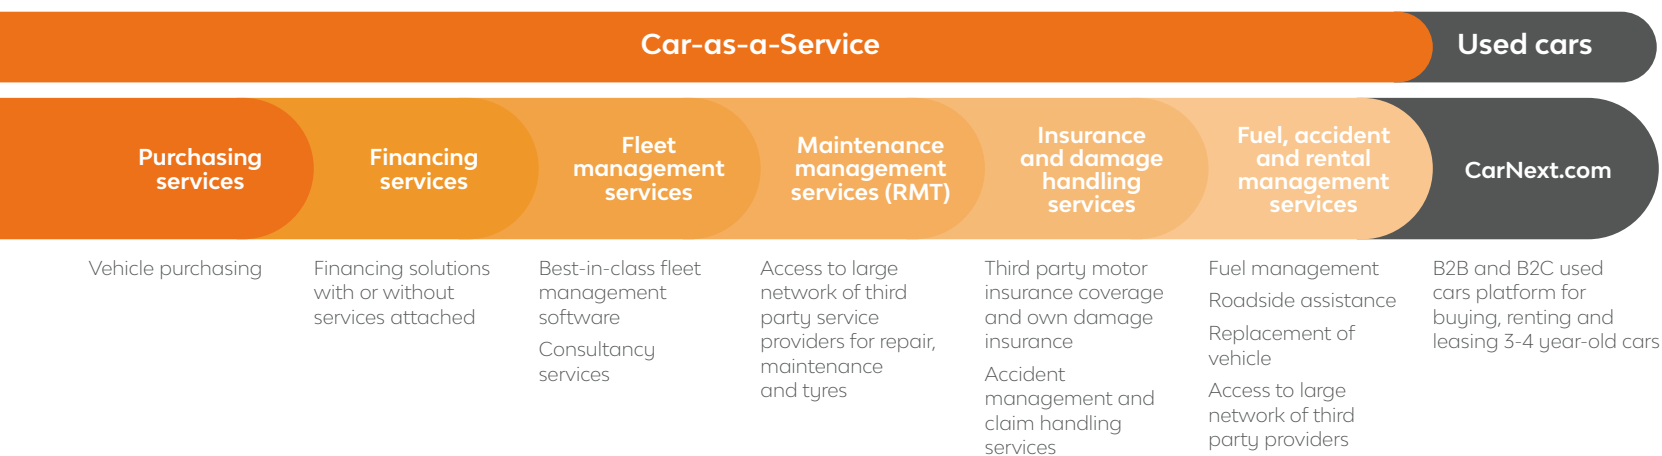 Car-as-a-Service
Used cars
Purchasing
services
Financing
services
Fleet
management
services
Maintenance
management
services (RMT)
Insurance
and damage
handling
services
Fuel, accident
and rental
management
services
CarNext.com
Vehicle purchasing
Financing solutions
with or without
services attached
Best-in-class fleet
management
software
Consultancy
services
Access to large
network of third
party service
providers for repair,
maintenance
and tyres
Third party motor
insurance coverage
and own damage
insurance
Accident
management and
claim handling
services
Fuel management
Roadside assistance
Replacement of
vehicle
Access to large
network of third
party providers
B2B and B2C used
cars platform for
buying, renting and
leasing 3-4 year-old cars